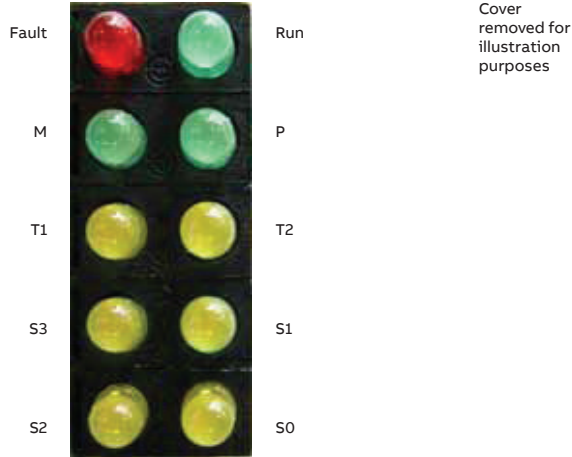 Fault
Run
Cover
removed for
illustration
purposes
M
P
T1
T2
S3
S1
S2
S0